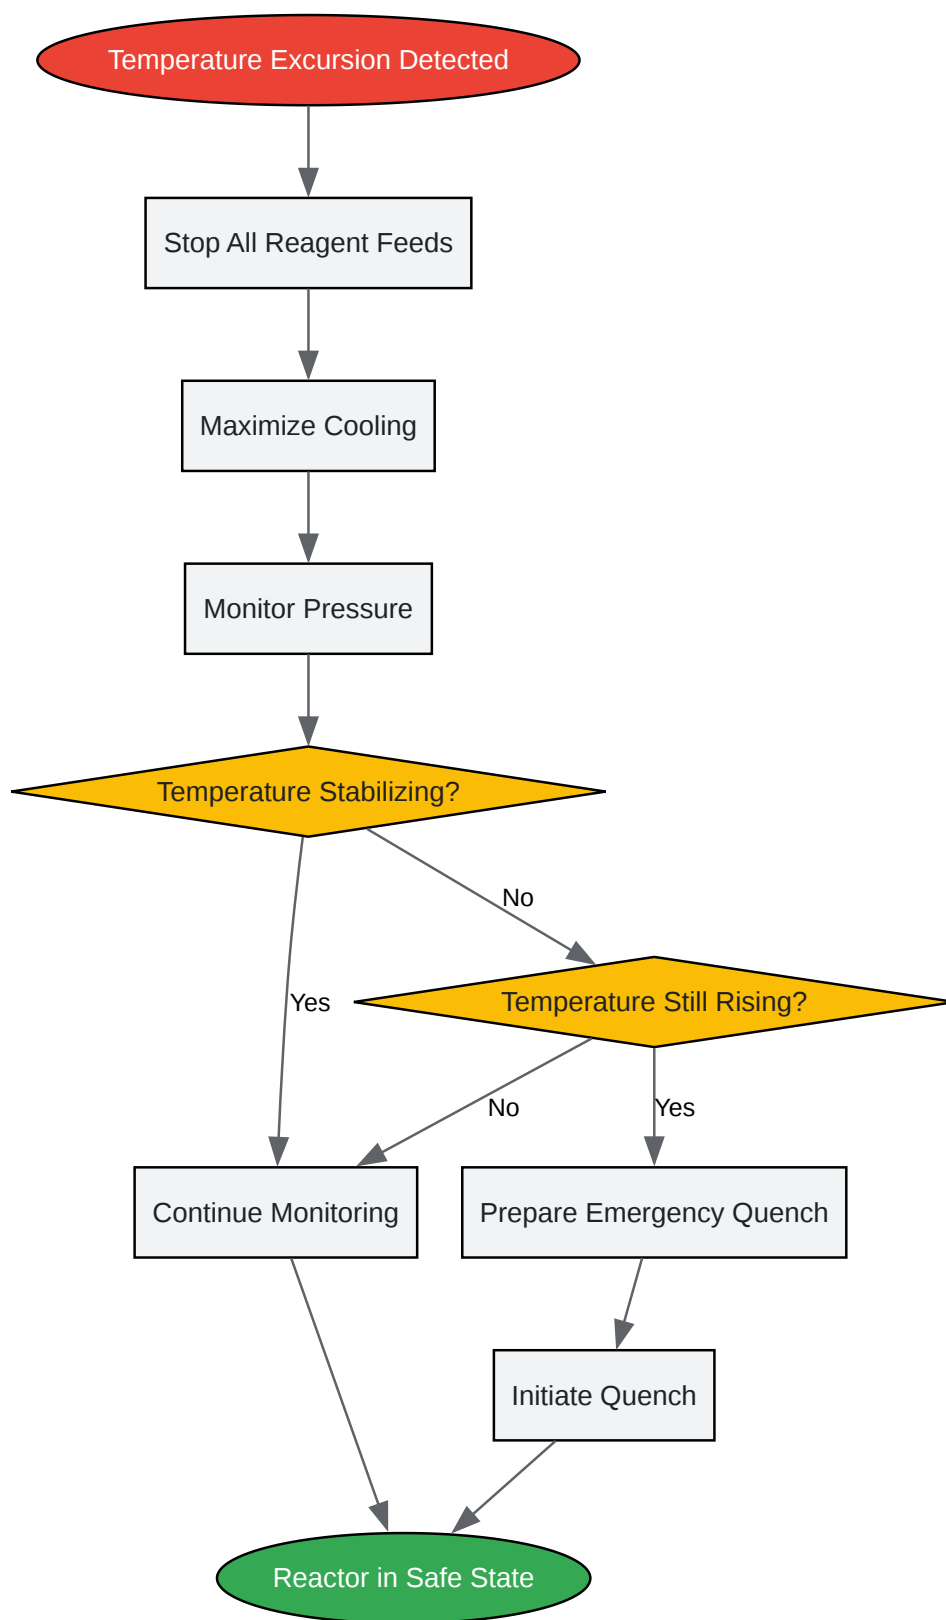 Temperature Excursion Detected
Stop All Reagent Feeds
Maximize Cooling
Monitor Pressure
Temperature Stabilizing?
No
Yes
Temperature Still Rising?
No
Yes
Continue Monitoring
Prepare Emergency Quench
Initiate Quench
Reactor in Safe State